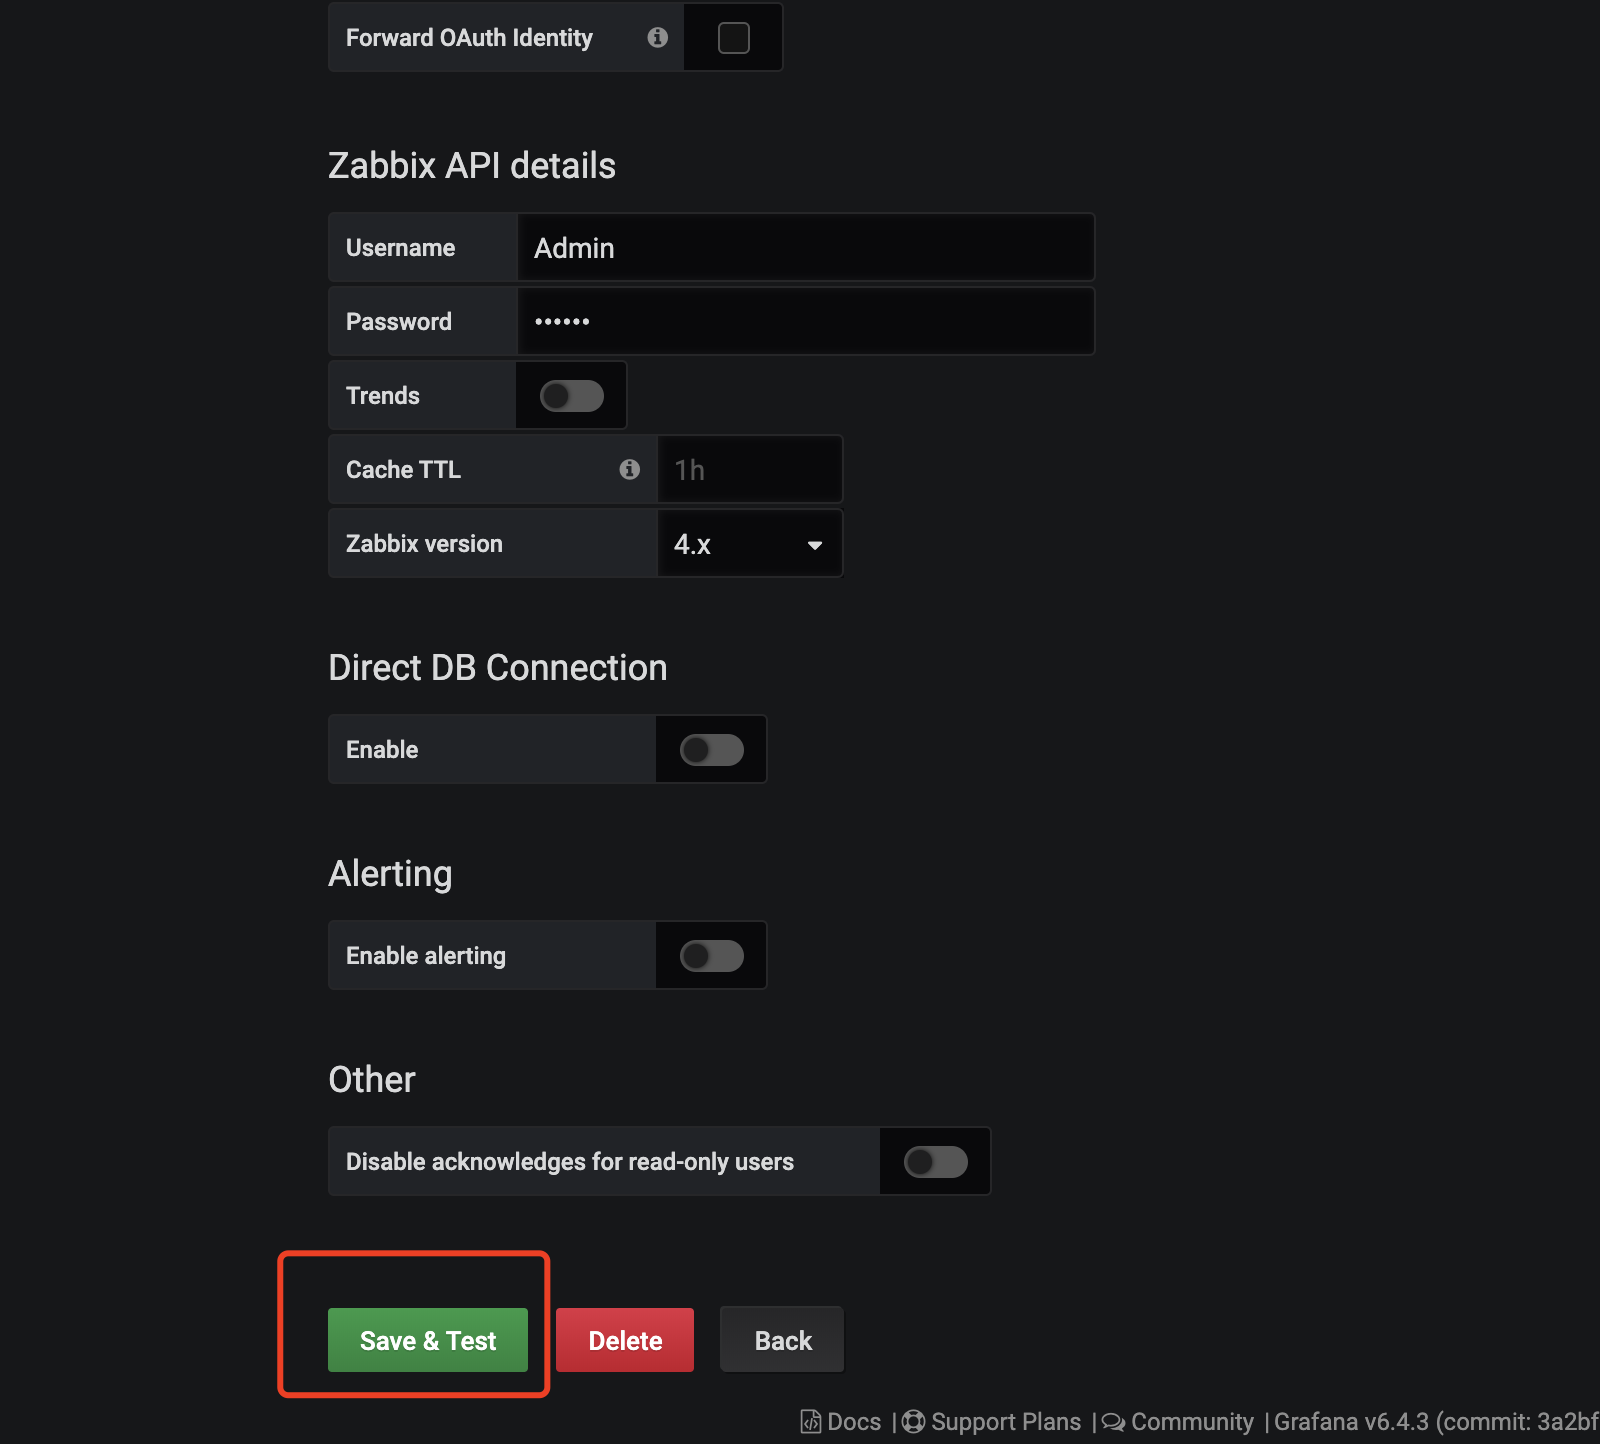 Forward OAuth Identity
Zabbix API details
Username Admin
Password ••••••
Trends
Cache TTL 1h
Zabbix version 4.x
Direct DB Connection
Enable
Alerting
Enable alerting
Other
Disable acknowledges for read-only users
Save & Test Delete Back
Docs | Support Plans | Community | Grafana v6.4.3 (commit: 3a2bf